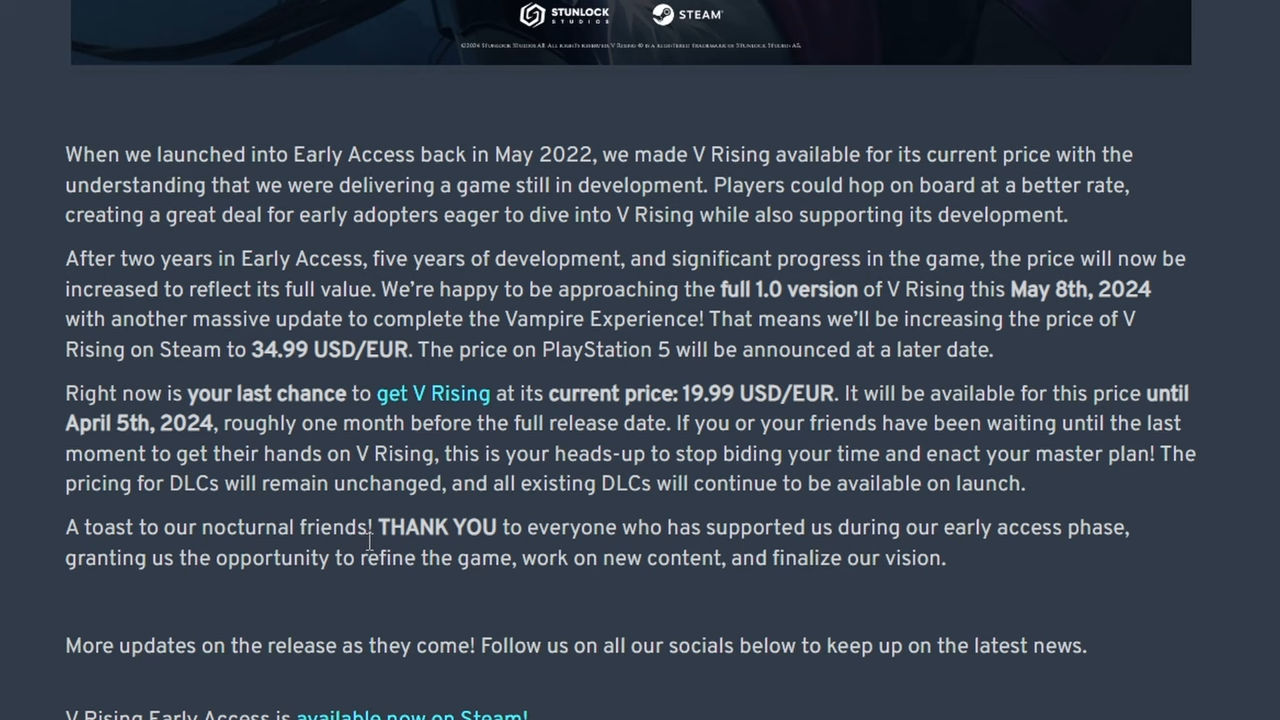 STUNLOCK
STUDIOS
STEAM
©2024 STUNLOCK STUDIOS AB. ALL RIGHTS RESERVED. V RISING ® IS A REGISTERED TRADEMARK OF STUNLOCK STUDIOS AB.
When we launched into Early Access back in May 2022, we made V Rising available for its current price with the
understanding that we were delivering a game still in development. Players could hop on board at a better rate,
creating a great deal for early adopters eager to dive into V Rising while also supporting its development.
After two years in Early Access, five years of development, and significant progress in the game, the price will now be
increased to reflect its full value. We’re happy to be approaching the full 1.0 version of V Rising this May 8th, 2024
with another massive update to complete the Vampire Experience! That means we’ll be increasing the price of V
Rising on Steam to 34.99 USD/EUR. The price on PlayStation 5 will be announced at a later date.
Right now is your last chance to get V Rising at its current price: 19.99 USD/EUR. It will be available for this price until
April 5th, 2024, roughly one month before the full release date. If you or your friends have been waiting until the last
moment to get their hands on V Rising, this is your heads-up to stop biding your time and enact your master plan! The
pricing for DLCs will remain unchanged, and all existing DLCs will continue to be available on launch.
A toast to our nocturnal friends! THANK YOU to everyone who has supported us during our early access phase,
granting us the opportunity to refine the game, work on new content, and finalize our vision.
More updates on the release as they come! Follow us on all our socials below to keep up on the latest news.
V Rising Early Access is available now on Steam!